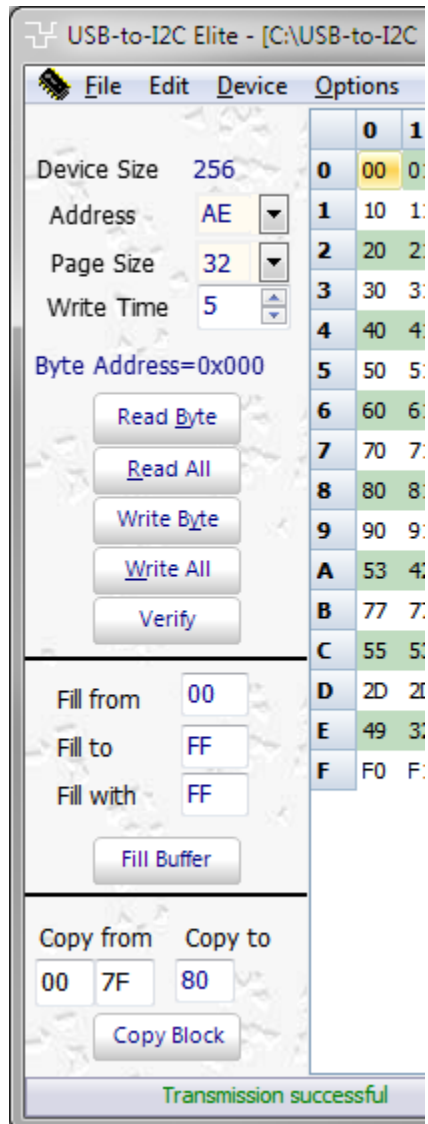 USB-to-I2C Elite - [C:\USB-to-I2C
File Edit Device Options
0 1
Device Size 256
0 00
Address AE
1 10
Page Size 32
2 20
Write Time 5
3 30
4 40
Byte Address=0x000
5 50
Read Byte
6 60
Read All
7 70
Write Byte
8 80
9 90
Write All
A 53
Verify
B 77
C 55
Fill from 00
D 2D
Fill to FF
E 49
Fill with FF
F F0
Fill Buffer
Copy from Copy to
00 7F 80
Copy Block
Transmission successful